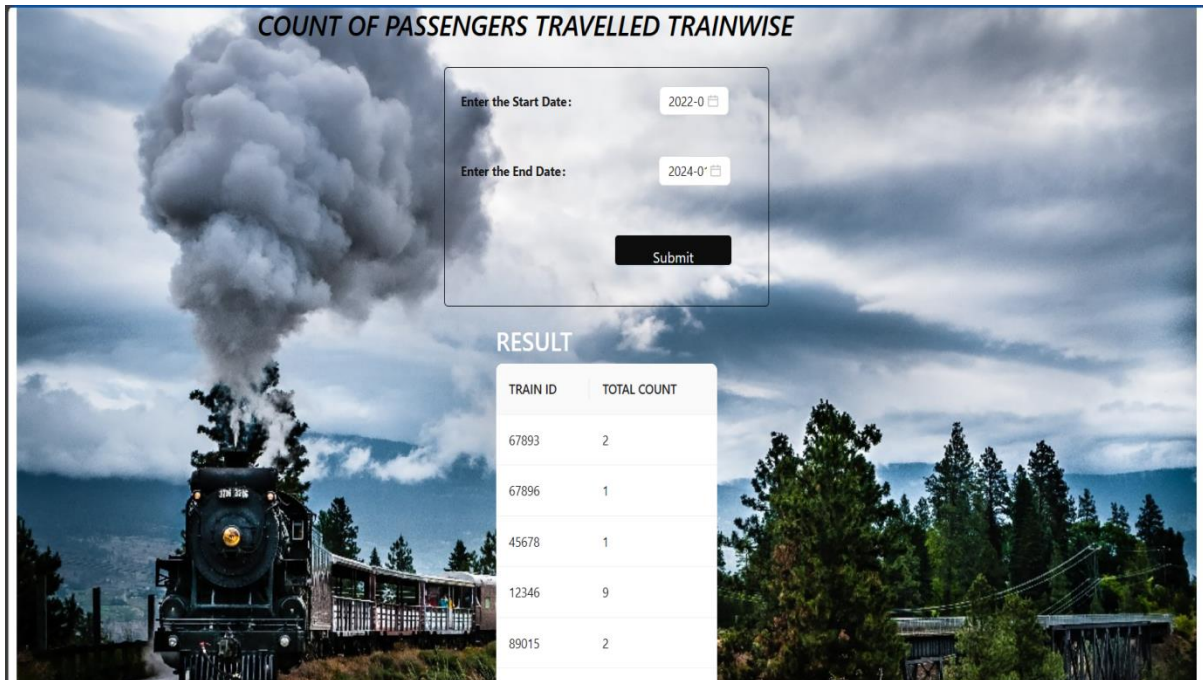 COUNT OF PASSENGERS TRAVELLED TRAINWISE
Enter the Start Date: 2022-0
Enter the End Date: 2024-01
Submit
RESULT
TRAIN ID TOTAL COUNT
67893 2
67896 1
45678 1
12346 9
89015 2